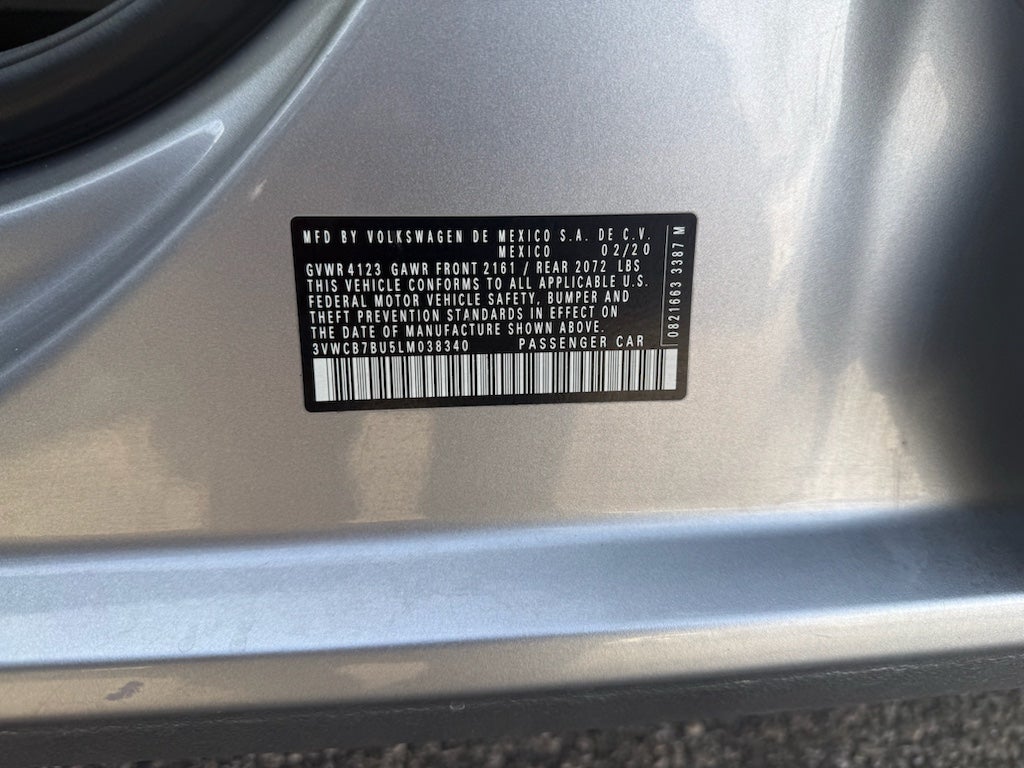 MFD BY VOLKSWAGEN DE MEXICO S.A. DE C.V.
MEXICO 02/20
GVWR 4123 GAWR FRONT 2161 / REAR 2072 LBS
THIS VEHICLE CONFORMS TO ALL APPLICABLE U.S.
FEDERAL MOTOR VEHICLE SAFETY, BUMPER AND
THEFT PREVENTION STANDARDS IN EFFECT ON
THE DATE OF MANUFACTURE SHOWN ABOVE.
3VWCB7BU5LM038340 PASSENGER CAR
0821663 3387 M